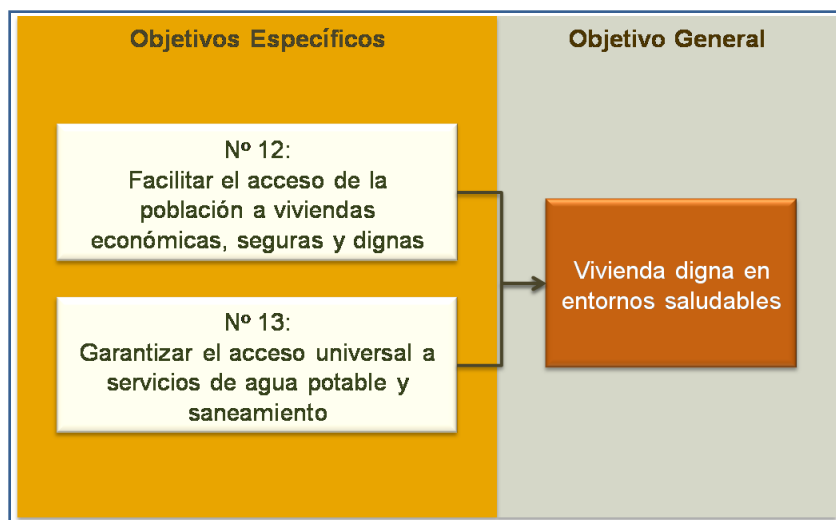 Objetivos Específicos
Objetivo General
Nº 12:
Facilitar el acceso de la
población a viviendas
económicas, seguras y dignas
Nº 13:
Garantizar el acceso universal a
servicios de agua potable y
saneamiento
Vivienda digna en
entornos saludables